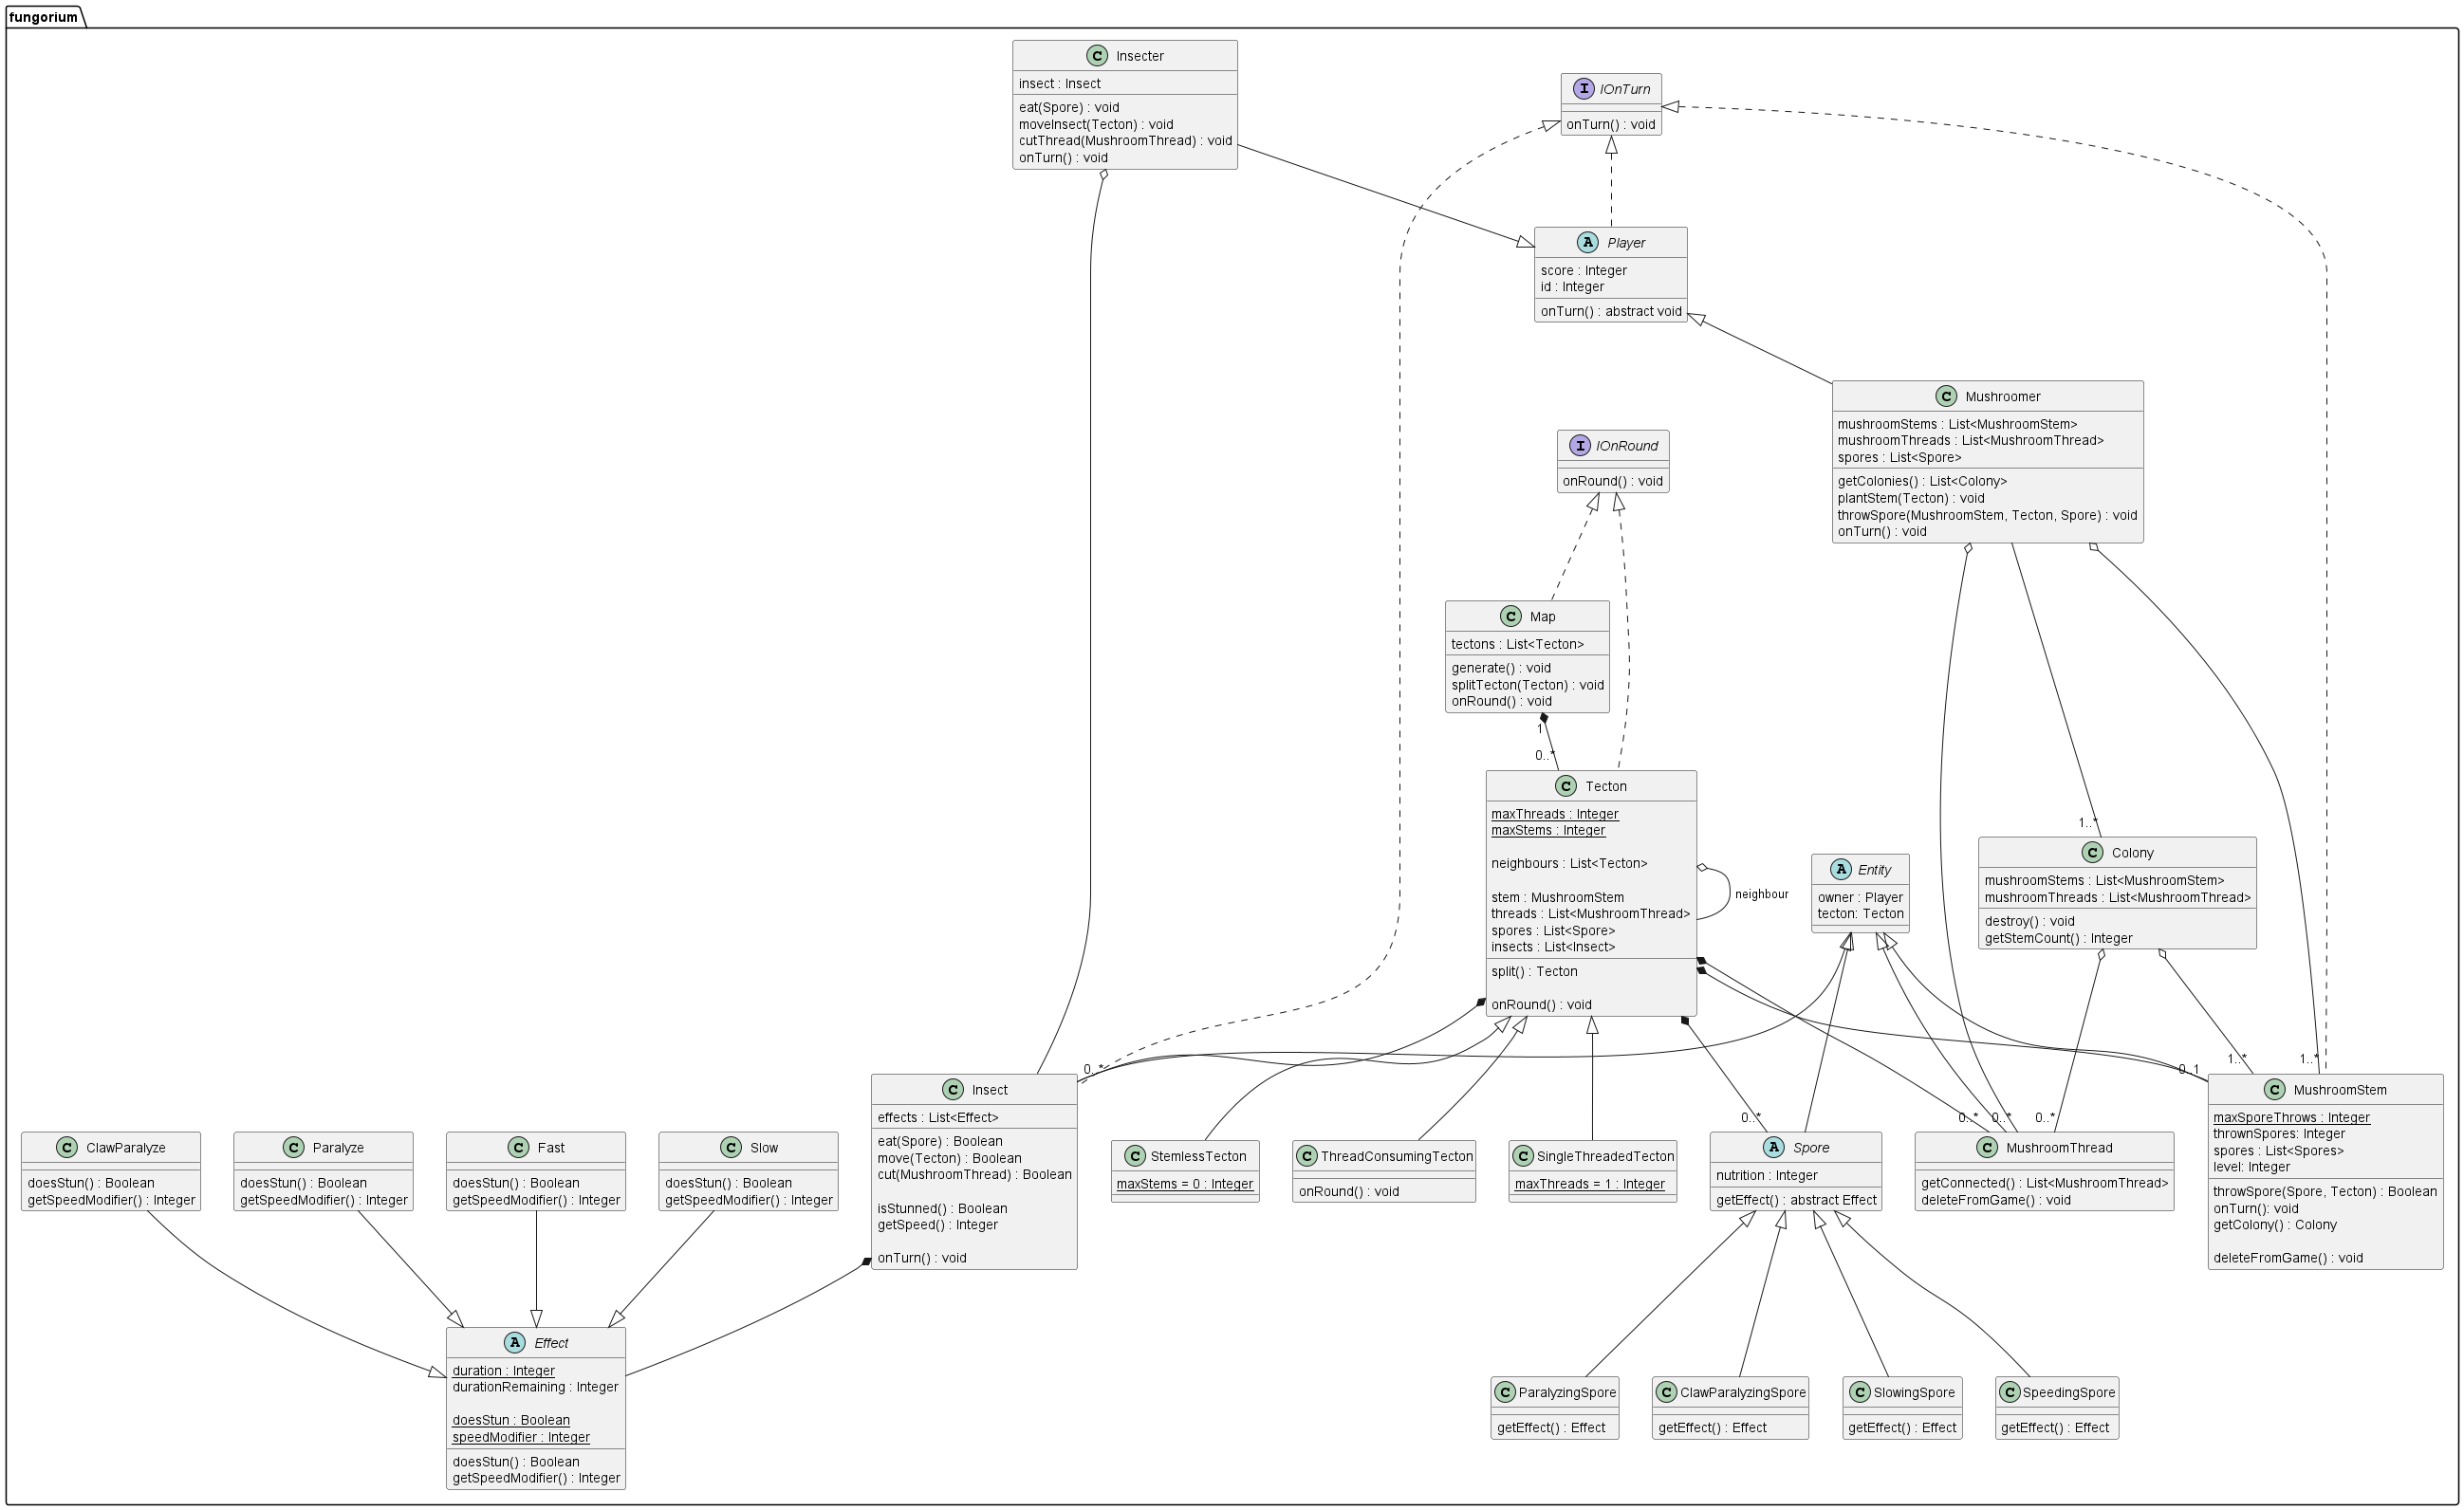 fungorium
C Insecter
insect : Insect
eat(Spore) : void
moveInsect(Tecton) : void
cutThread(MushroomThread) : void
onTurn() : void
I IOnTurn
onTurn() : void
A Player
score : Integer
id : Integer
onTurn() : abstract void
C Mushroomer
mushroomStems : List<MushroomStem>
mushroomThreads : List<MushroomThread>
spores : List<Spore>
getColonies() : List<Colony>
plantStem(Tecton) : void
throwSpore(MushroomStem, Tecton, Spore) : void
onTurn() : void
I IOnRound
onRound() : void
C Map
tectons : List<Tecton>
generate() : void
splitTecton(Tecton) : void
onRound() : void
1
0..*
C Tecton
maxThreads : Integer
maxStems : Integer
neighbours : List<Tecton>
stem : MushroomStem
threads : List<MushroomThread>
spores : List<Spore>
insects : List<Insect>
split() : Tecton
onRound() : void
neighbour
A Entity
owner : Player
tecton: Tecton
1..*
C Colony
mushroomStems : List<MushroomStem>
mushroomThreads : List<MushroomThread>
destroy() : void
getStemCount() : Integer
0..*
0..1
1..*
1..*
0..*
0..*
0..*
0..*
C Insect
effects : List<Effect>
eat(Spore) : Boolean
move(Tecton) : Boolean
cut(MushroomThread) : Boolean
isStunned() : Boolean
getSpeed() : Integer
onTurn() : void
C MushroomStem
maxSporeThrows : Integer
thrownSpores: Integer
spores : List<Spores>
level: Integer
throwSpore(Spore, Tecton) : Boolean
onTurn(): void
getColony() : Colony
deleteFromGame() : void
C ClawParalyze
doesStun() : Boolean
getSpeedModifier() : Integer
C Paralyze
doesStun() : Boolean
getSpeedModifier() : Integer
C Fast
doesStun() : Boolean
getSpeedModifier() : Integer
C Slow
doesStun() : Boolean
getSpeedModifier() : Integer
C StemlessTecton
maxStems = 0 : Integer
C ThreadConsumingTecton
onRound() : void
C SingleThreadedTecton
maxThreads = 1 : Integer
A Spore
nutrition : Integer
getEffect() : abstract Effect
C MushroomThread
getConnected() : List<MushroomThread>
deleteFromGame() : void
A Effect
duration : Integer
durationRemaining : Integer
doesStun : Boolean
speedModifier : Integer
doesStun() : Boolean
getSpeedModifier() : Integer
C ParalyzingSpore
getEffect() : Effect
C ClawParalyzingSpore
getEffect() : Effect
C SlowingSpore
getEffect() : Effect
C SpeedingSpore
getEffect() : Effect